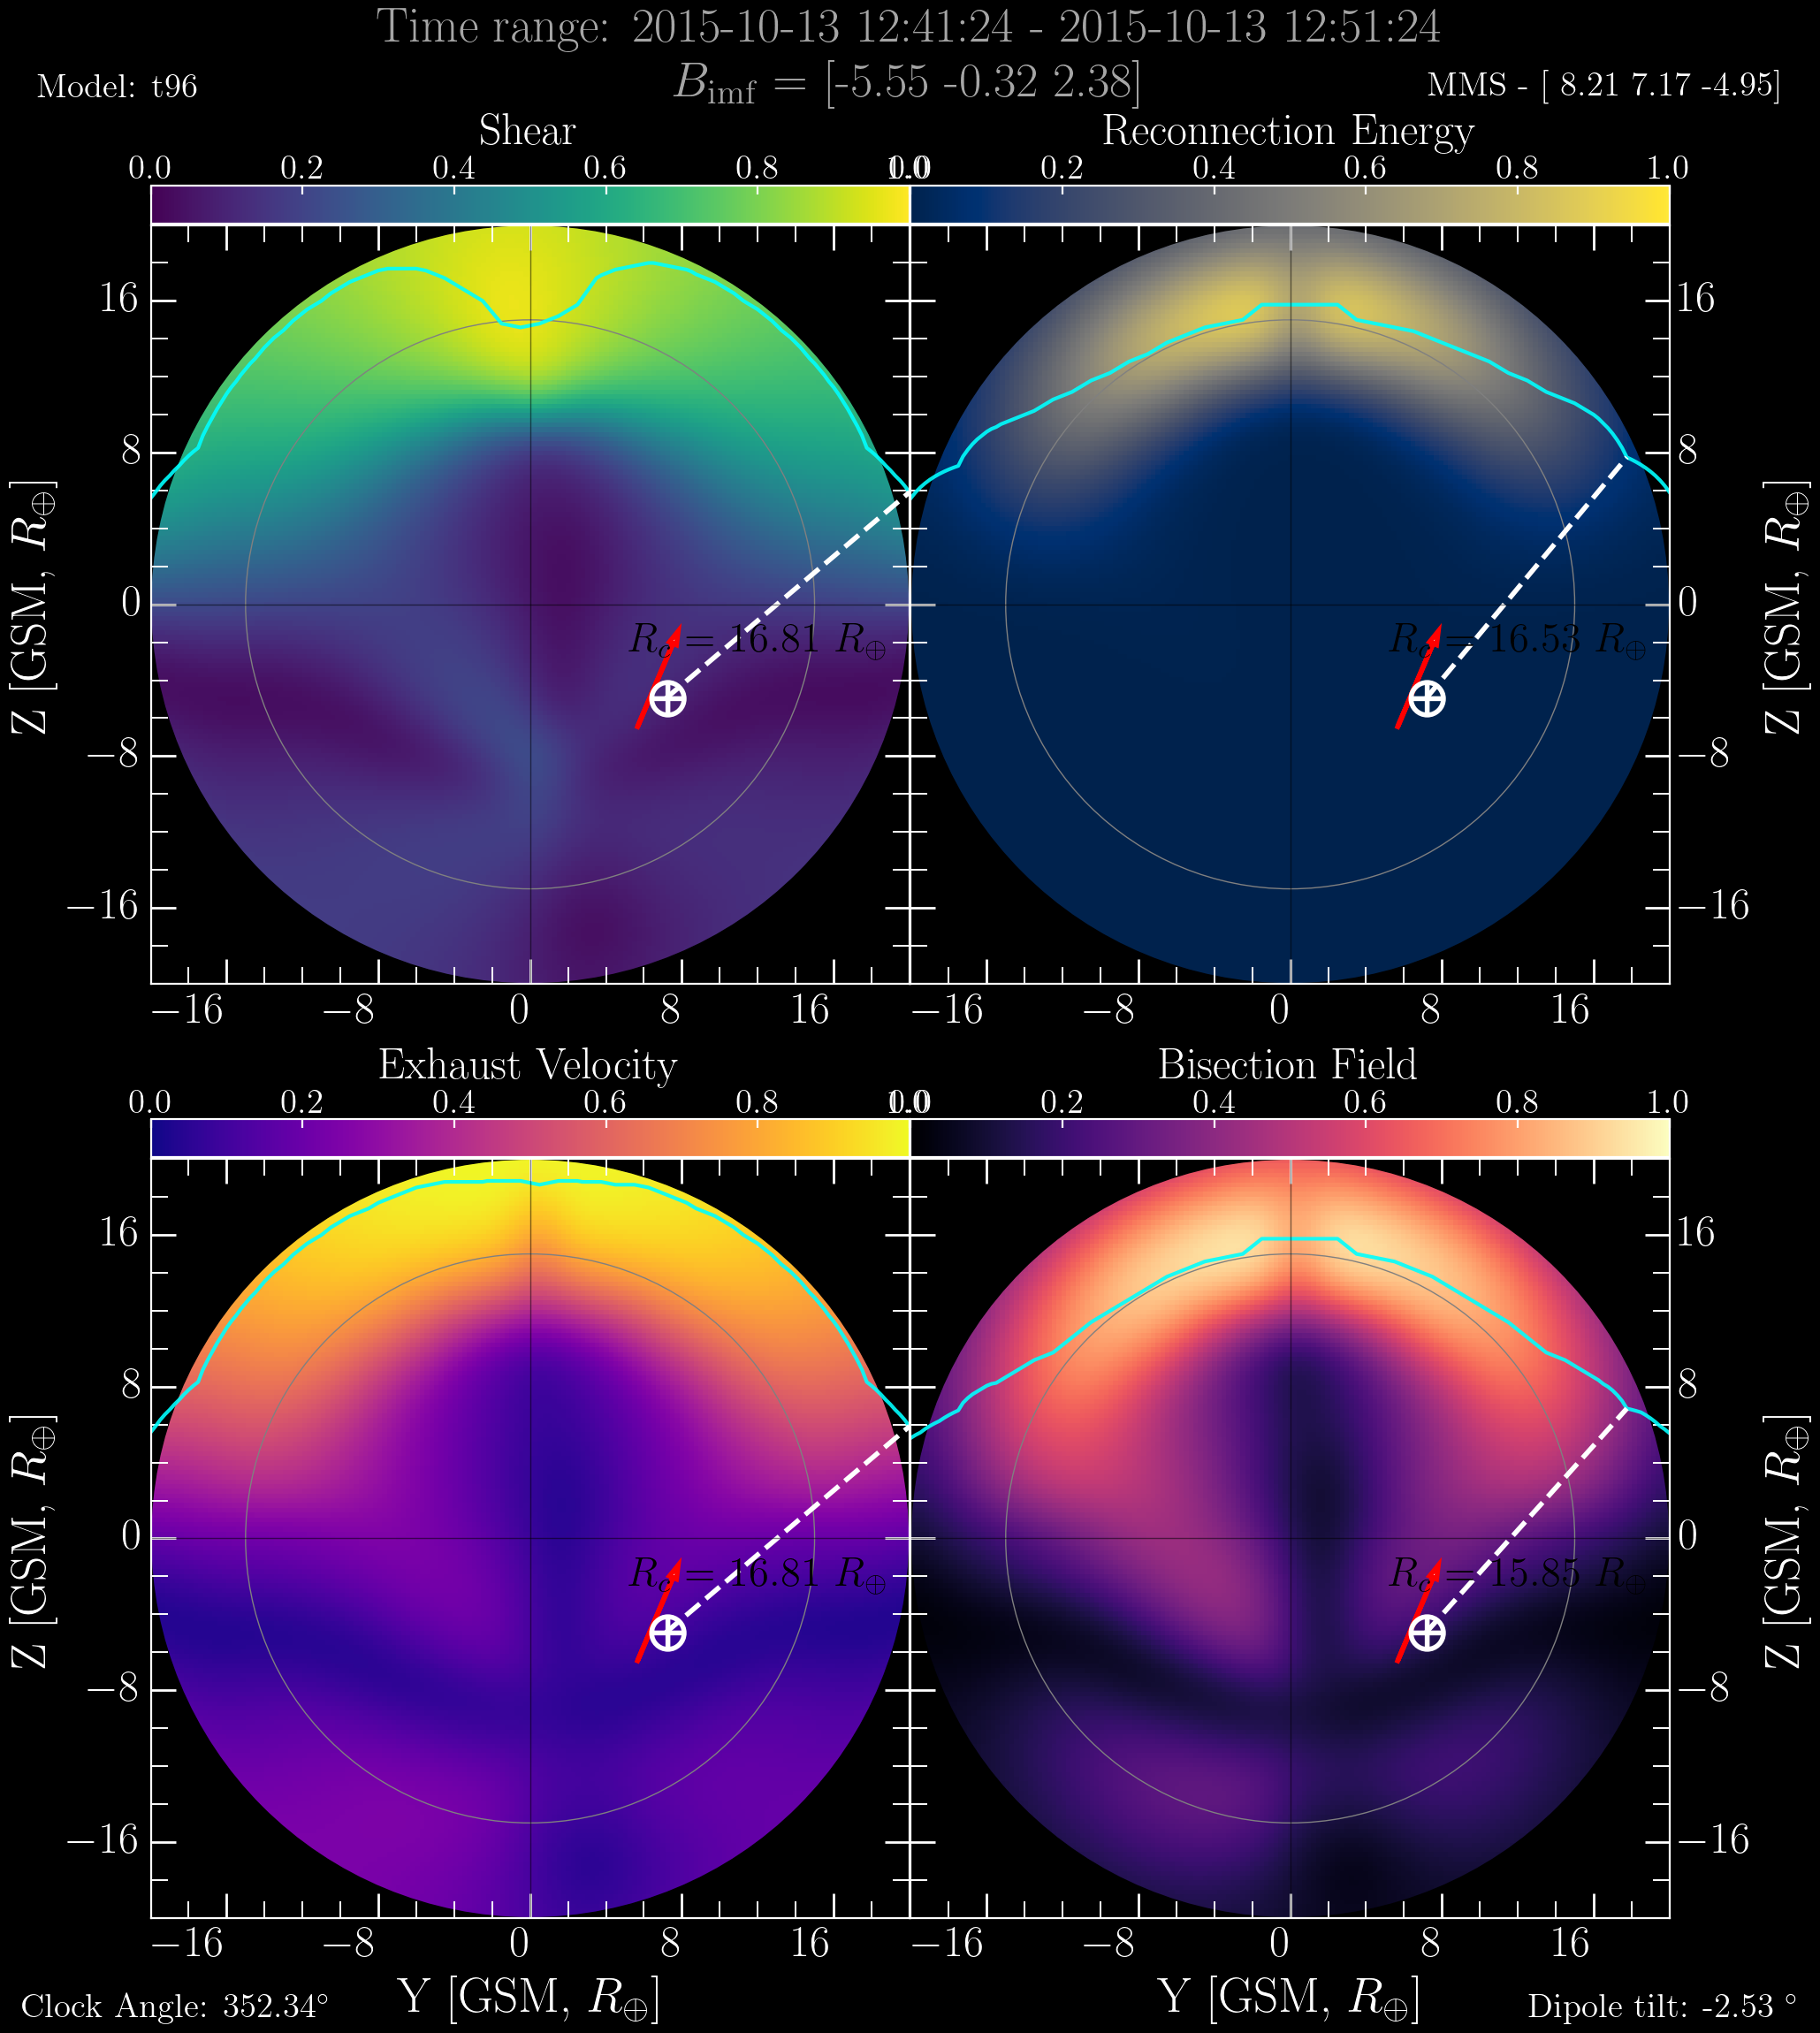 Time range: 2015-10-13 12:41:24 - 2015-10-13 12:51:24
Model: t96
B_imf = [-5.55 -0.32 2.38]
MMS - [ 8.21 7.17 -4.95]
Shear
Reconnection Energy
0.0 0.2 0.4 0.6 0.8 1.0
0.0 0.2 0.4 0.6 0.8 1.0
16
8
0
−8
−16
Z [GSM, R⊕]
R_c = 16.81 R⊕
R_c = 16.53 R⊕
16
8
0
−8
−16
Z [GSM, R⊕]
−16 −8 0 8 16
−16 −8 0 8 16
Exhaust Velocity
Bisection Field
0.0 0.2 0.4 0.6 0.8 1.0
0.0 0.2 0.4 0.6 0.8 1.0
16
8
0
−8
−16
Z [GSM, R⊕]
R_c = 16.81 R⊕
R_c = 15.85 R⊕
16
8
0
−8
−16
Z [GSM, R⊕]
−16 −8 0 8 16
−16 −8 0 8 16
Y [GSM, R⊕]
Y [GSM, R⊕]
Clock Angle: 352.34°
Dipole tilt: -2.53 °